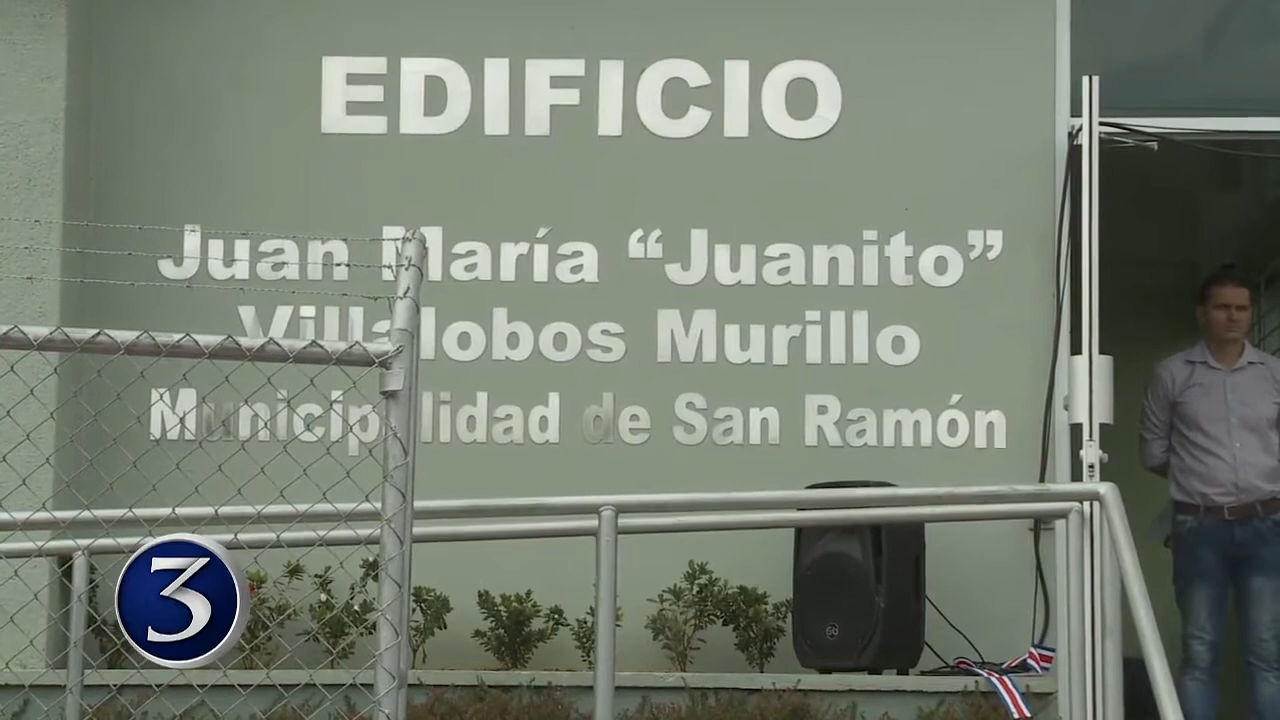 EDIFICIO
Juan María “Juanito”
Villalobos Murillo
Municipalidad de San Ramón
3